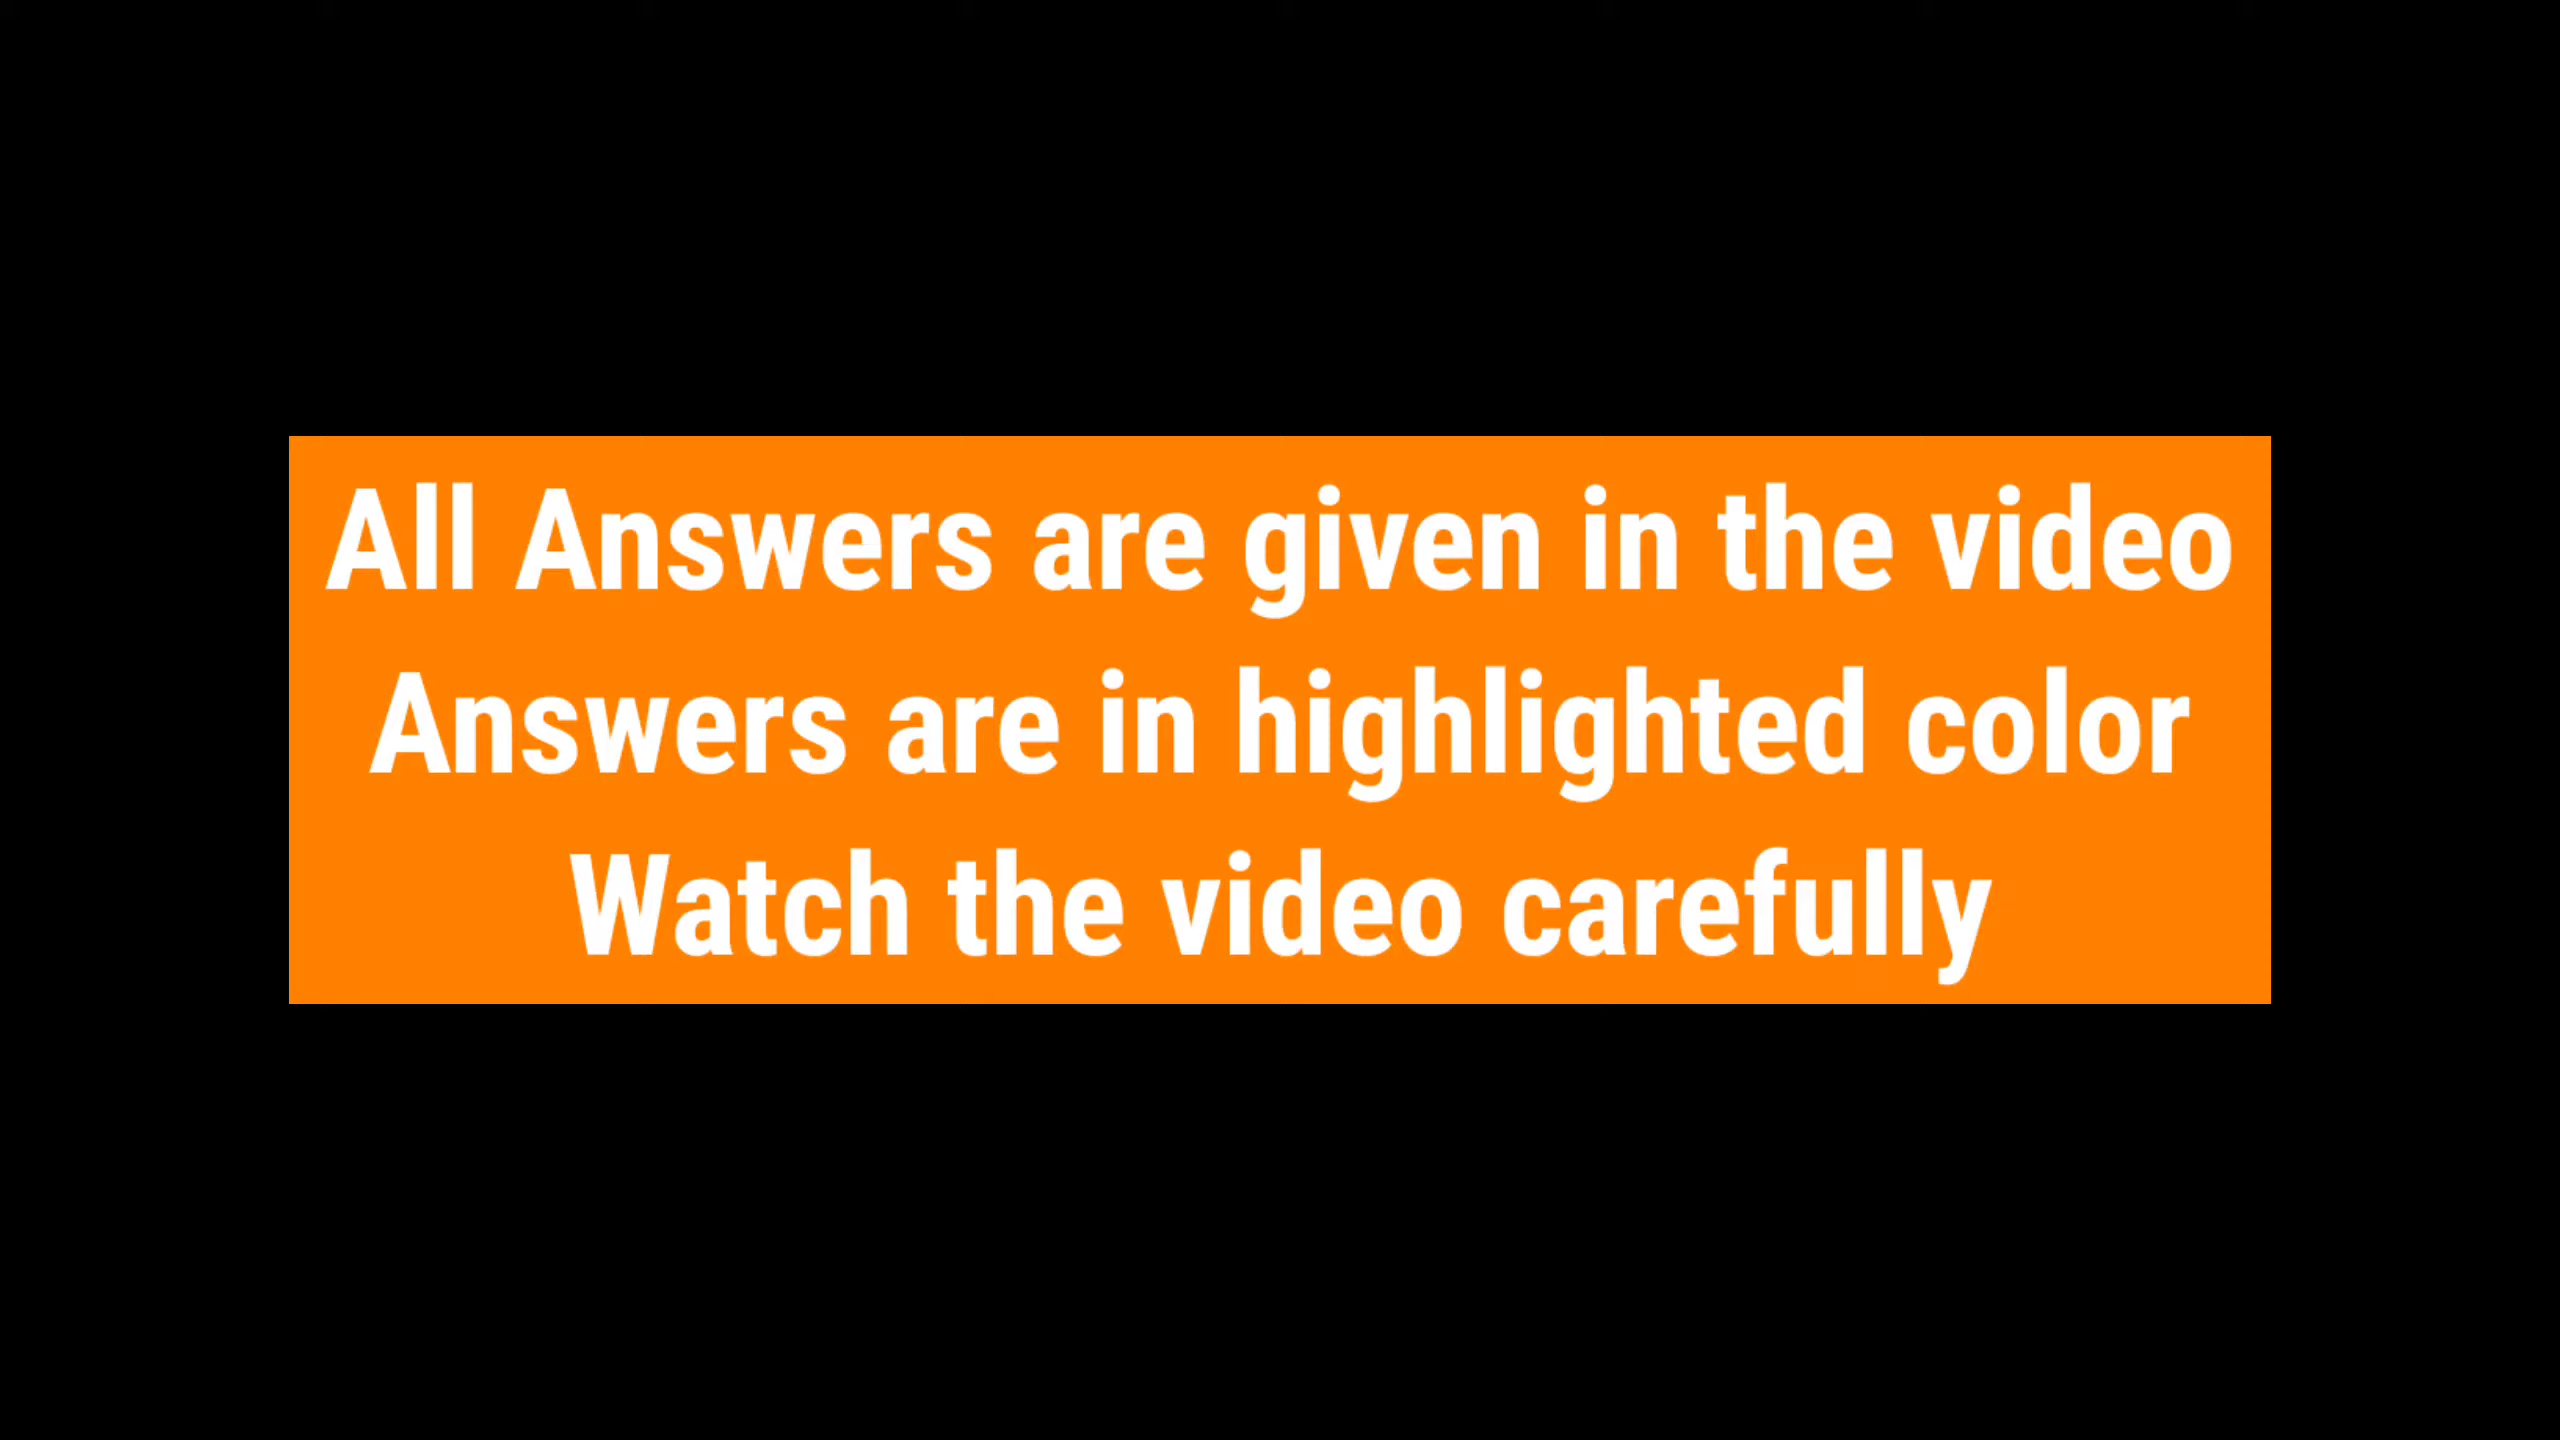 All Answers are given in the video
Answers are in highlighted color
Watch the video carefully